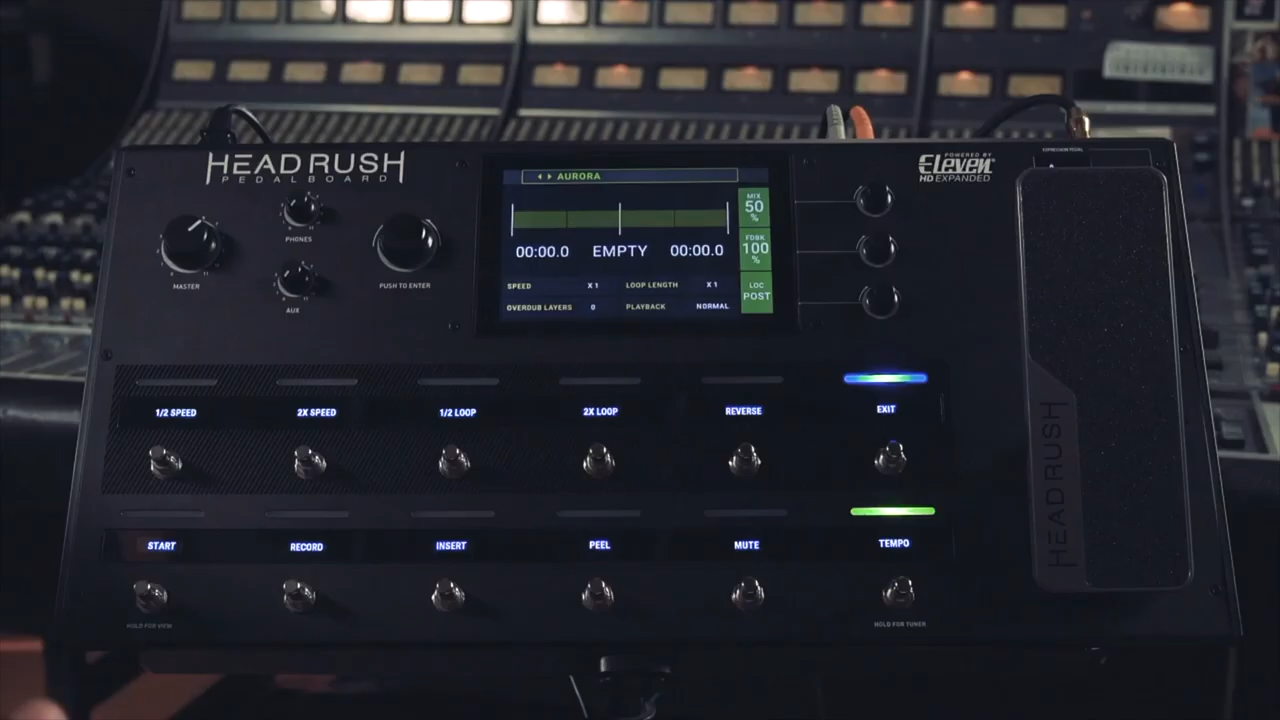 HEADRUSH
PEDALBOARD
MASTER
PHONES
AUX
PUSH TO ENTER
AURORA
00:00.0 EMPTY 00:00.0
SPEED X 1 LOOP LENGTH X 1
OVERDUB LAYERS 0 PLAYBACK NORMAL
MIX
50
%
FDBK
100
%
LOC
POST
POWERED BY
Eleven
HD EXPANDED
EXPRESSION PEDAL
1/2 SPEED 2X SPEED 1/2 LOOP 2X LOOP REVERSE EXIT
START RECORD INSERT PEEL MUTE TEMPO
HOLD FOR VIEW HOLD FOR TUNER
HEADRUSH